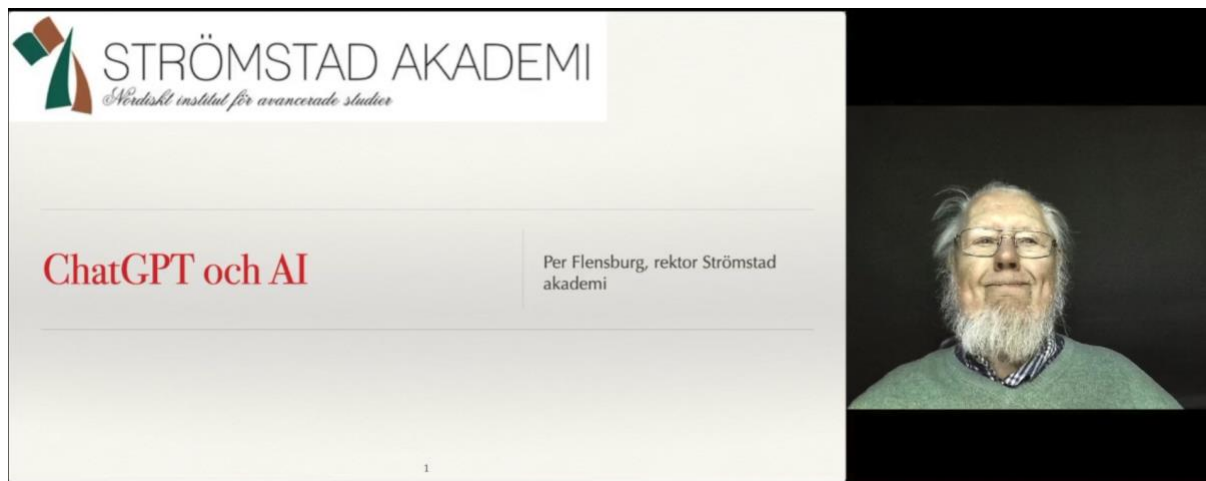 STRÖMSTAD AKADEMI
Nordiskt institut för avancerade studier
ChatGPT och AI
Per Flensburg, rektor Strömstad
akademi
1